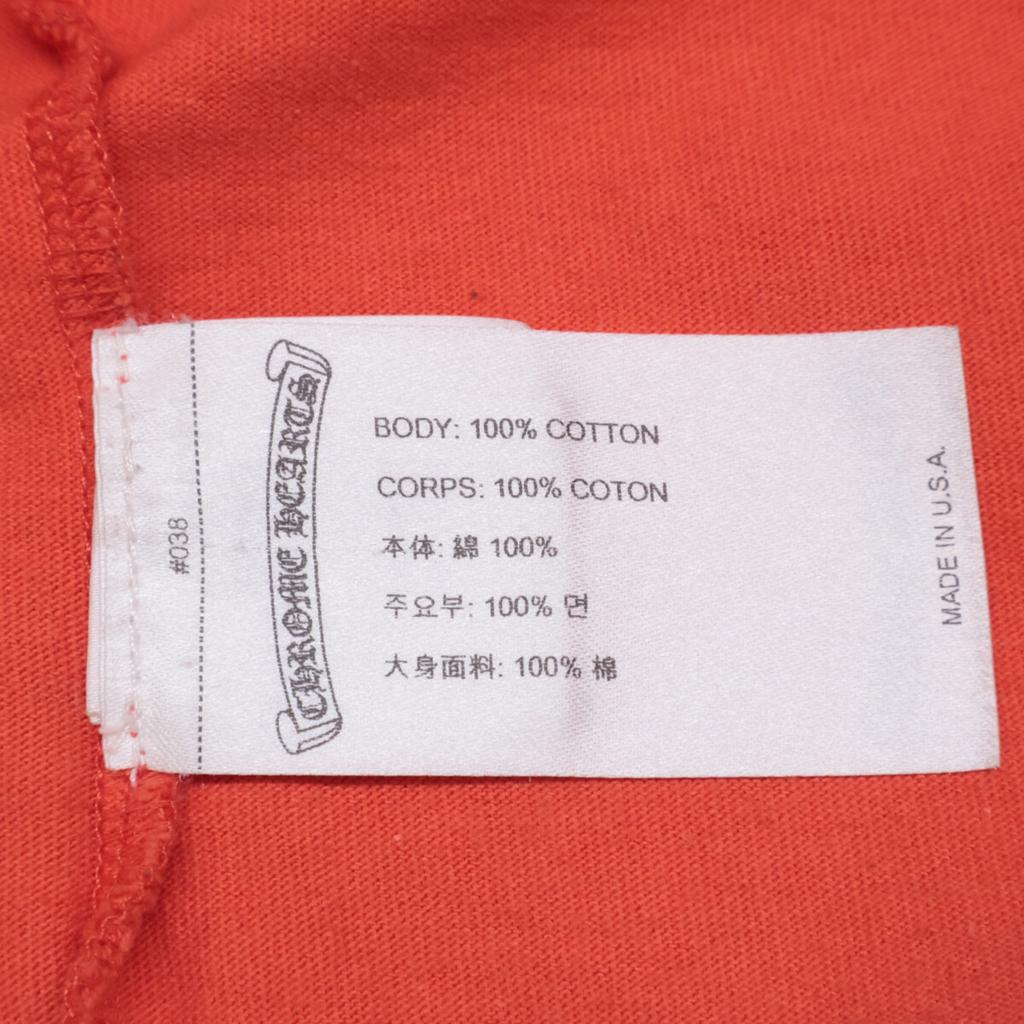 #038
CHROME HEARTS
BODY: 100% COTTON
CORPS: 100% COTON
本体: 綿 100%
주요부: 100% 면
大身面料: 100% 棉
MADE IN U.S.A.